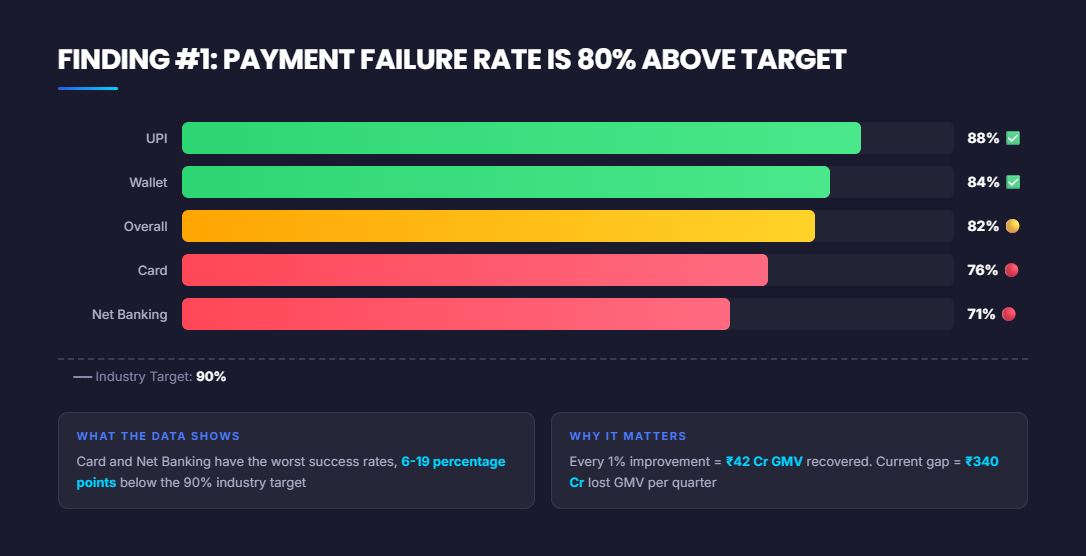 FINDING #1: PAYMENT FAILURE RATE IS 80% ABOVE TARGET
UPI 88% ✅
Wallet 84% ✅
Overall 82% 🟡
Card 76% 🔴
Net Banking 71% 🔴
Industry Target: 90%
WHAT THE DATA SHOWS
Card and Net Banking have the worst success rates, 6-19 percentage
points below the 90% industry target
WHY IT MATTERS
Every 1% improvement = ₹42 Cr GMV recovered. Current gap = ₹340
Cr lost GMV per quarter